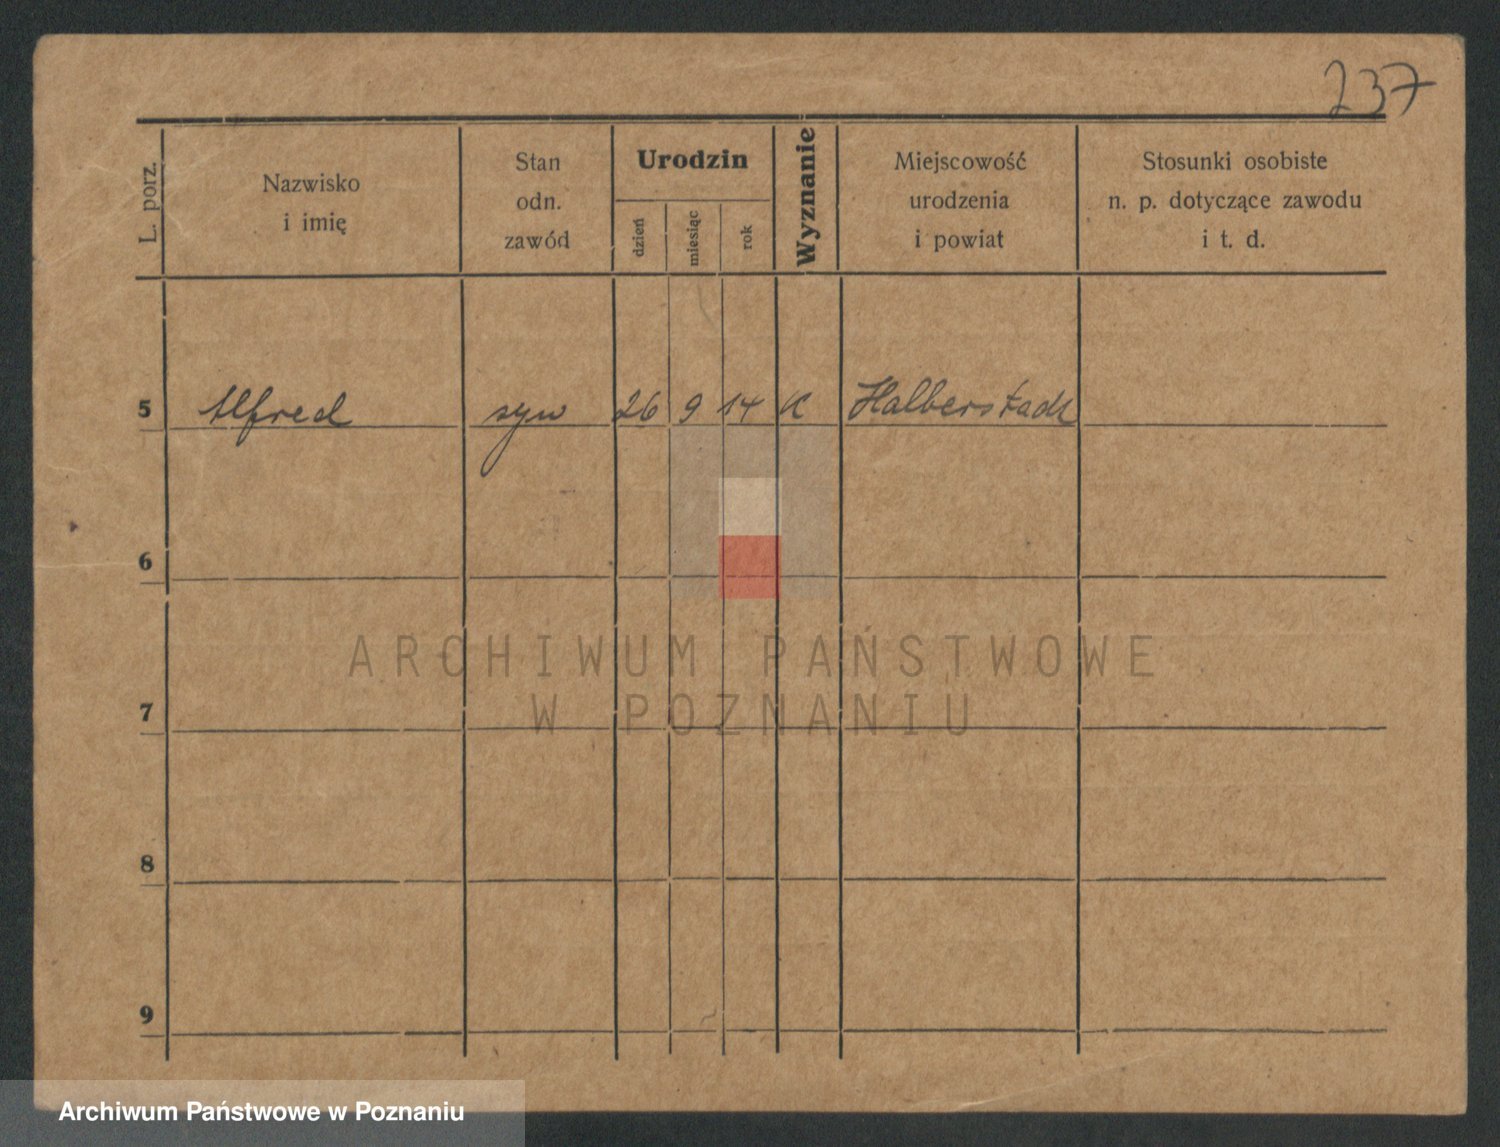 237
L. porz.
Nazwisko
i imię
Stan
odn.
zawód
Urodzin
dzień
miesiąc
rok
Wyznanie
Miejscowość
urodzenia
i powiat
Stosunki osobiste
n. p. dotyczące zawodu
i t. d.
5 Alfred syn 26 9 14 K Halberstadt
6
7
8
9
ARCHIWUM PAŃSTWOWE
W POZNANIU
Archiwum Państwowe w Poznaniu